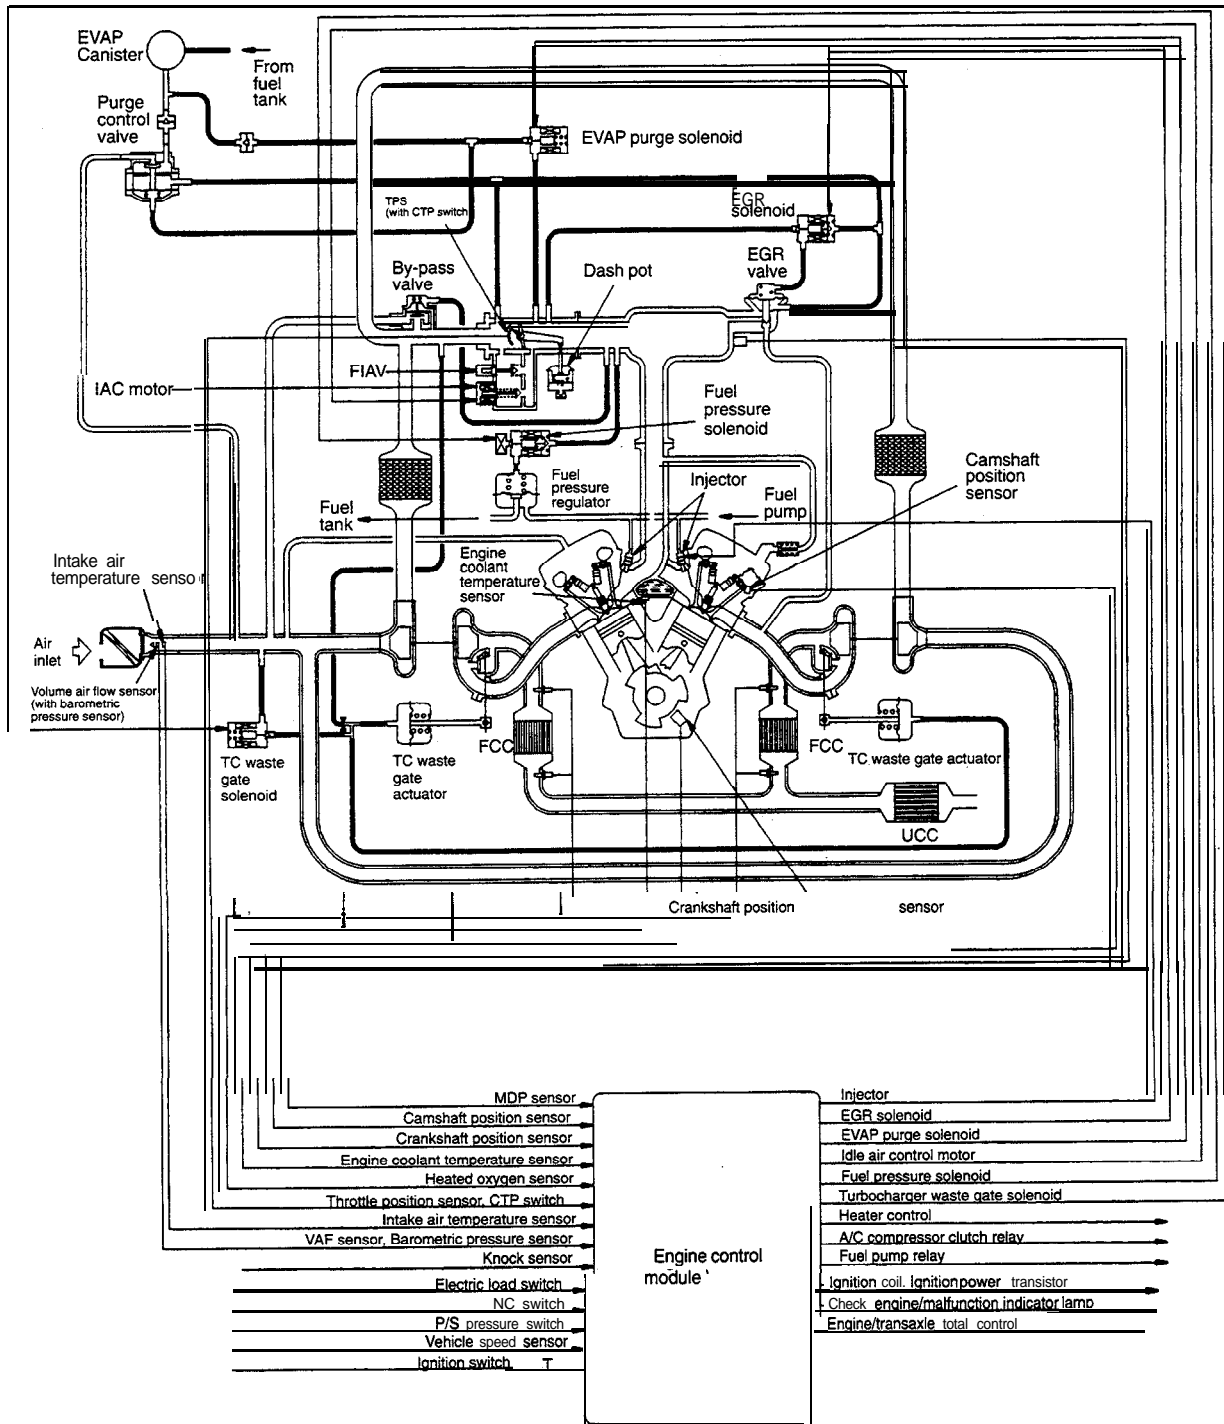 EVAP
Canister
From
fuel
tank
Purge
control
valve
EVAP purge solenoid
TPS
(with CTP switch
EGR
solenoid
By-pass
valve
Dash pot
EGR
valve
FIAV
IAC motor
Fuel
pressure
solenoid
Camshaft
position
sensor
Fuel
pressure
regulator
Injector
Fuel
pump
Fuel
tank
Intake air
temperature senso
Engine
coolant
temperature
sensor
Air
inlet
Volume air flow sensor
(with barometric
pressure sensor)
TC waste
gate
solenoid
TC waste
gate
actuator
FCC
FCC
TC waste gate actuator
UCC
Crankshaft position sensor
MDP sensor
Camshaft position sensor
Crankshaft position sensor
Engine coolant temperature sensor
Heated oxygen sensor
Throttle position sensor, CTP switch
Intake air temperature sensor
VAF sensor, Barometric pressure sensor
Knock sensor
Electric load switch
NC switch
P/S pressure switch
Vehicle speed sensor
Ignition switch T
Engine control
module
Injector
EGR solenoid
EVAP purge solenoid
Idle air control motor
Fuel pressure solenoid
Turbocharger waste gate solenoid
Heater control
A/C compressor clutch relay
Fuel pump relay
Ignition coil. Ignition power transistor
Check engine/malfunction indicator lamp
Engine/transaxle total control